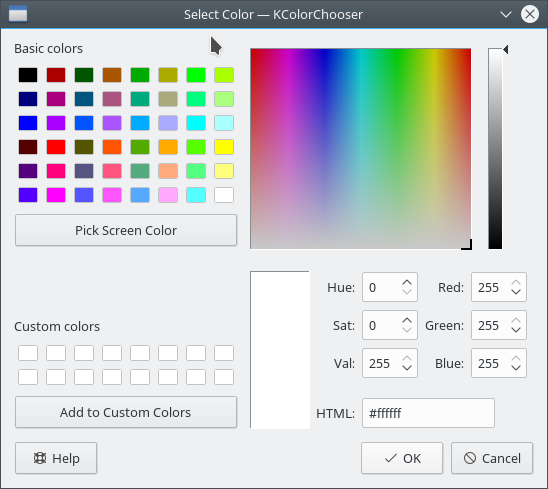 Select Color — KColorChooser
Basic colors
Pick Screen Color
Custom colors
Add to Custom Colors
Hue: 0 Red: 255
Sat: 0 Green: 255
Val: 255 Blue: 255
HTML: #ffffff
Help OK Cancel